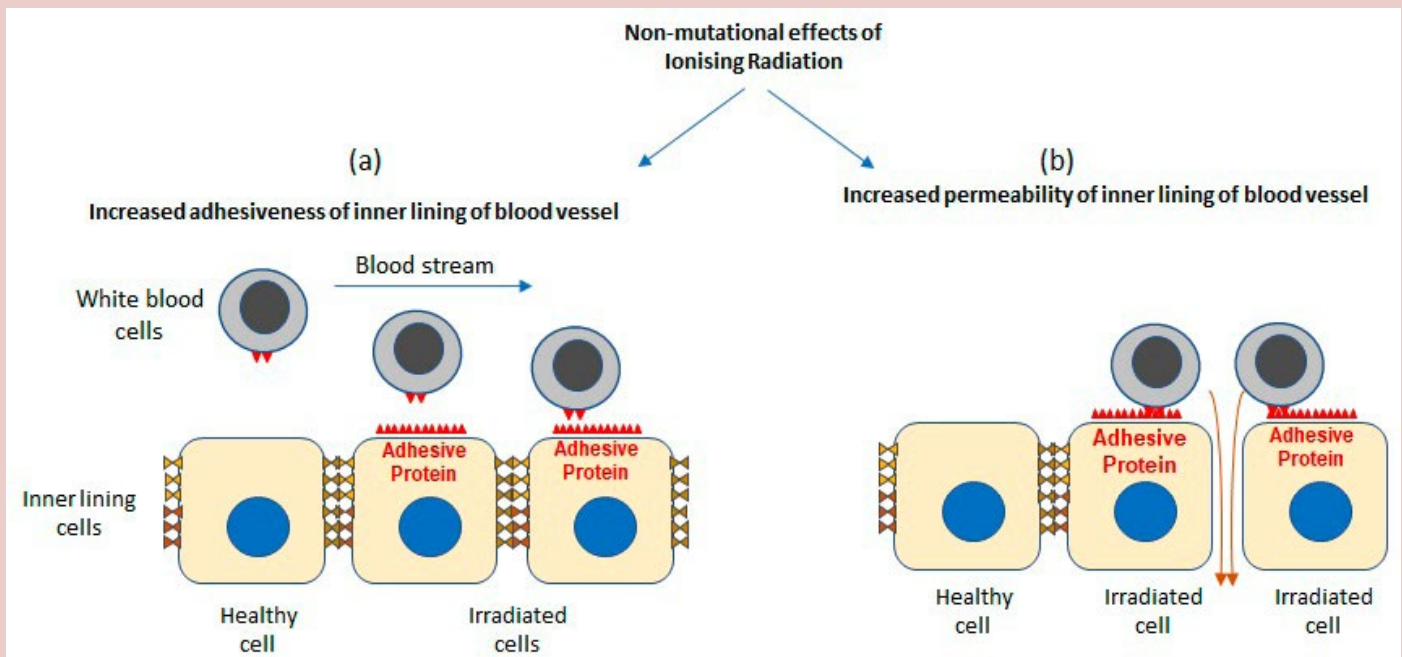 Non-mutational effects of
Ionising Radiation
(a)
Increased adhesiveness of inner lining of blood vessel
Blood stream
White blood
cells
Adhesive
Protein
Adhesive
Protein
Inner lining
cells
Healthy
cell
Irradiated
cells
(b)
Increased permeability of inner lining of blood vessel
Adhesive
Protein
Adhesive
Protein
Healthy
cell
Irradiated
cell
Irradiated
cell